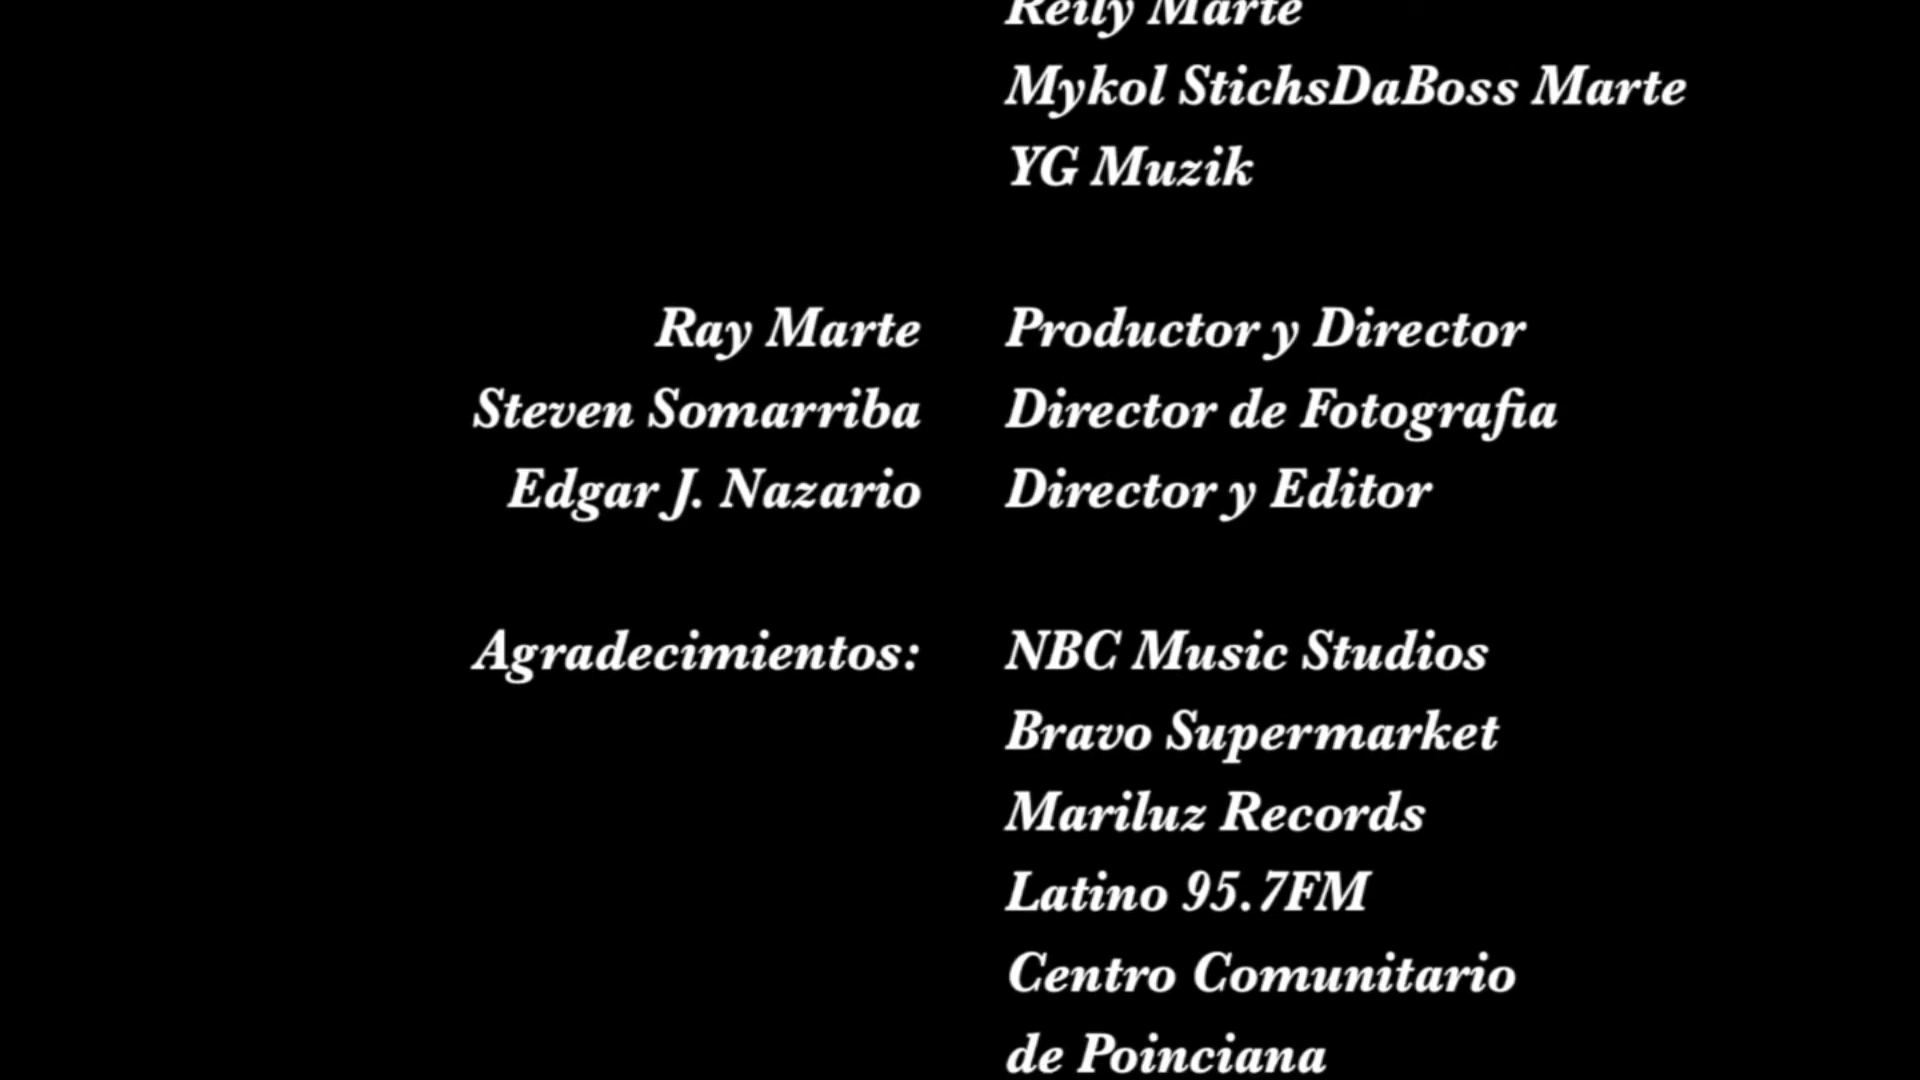 Reily Marte
Mykol StichsDaBoss Marte
YG Muzik
Ray Marte Productor y Director
Steven Somarriba Director de Fotografia
Edgar J. Nazario Director y Editor
Agradecimientos: NBC Music Studios
Bravo Supermarket
Mariluz Records
Latino 95.7FM
Centro Comunitario
de Poinciana